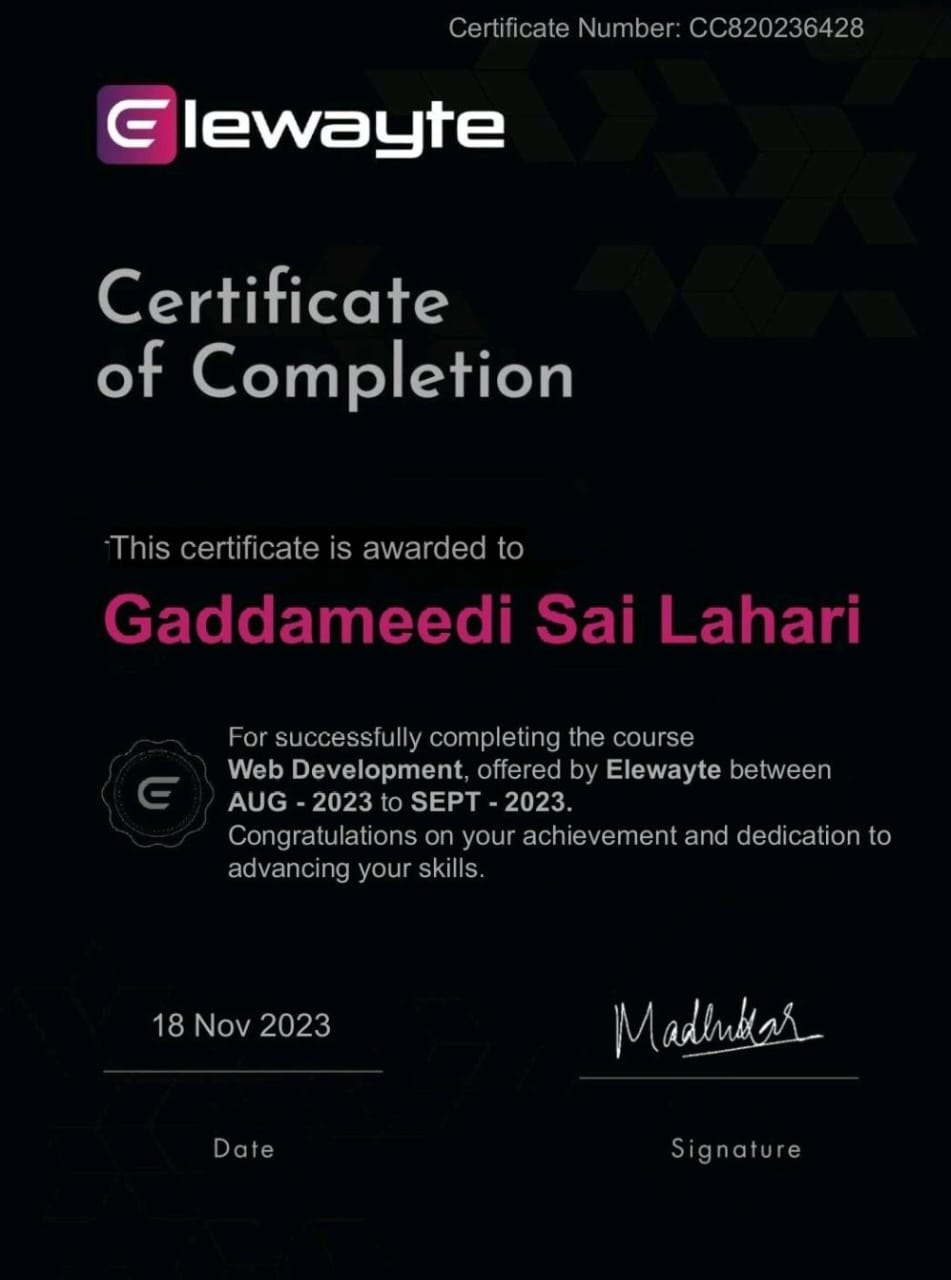 Certificate Number: CC820236428
Elewayte
Certificate
of Completion
This certificate is awarded to
Gaddameedi Sai Lahari
For successfully completing the course
Web Development, offered by Elewayte between
AUG - 2023 to SEPT - 2023.
Congratulations on your achievement and dedication to
advancing your skills.
18 Nov 2023
Madhukar
Date
Signature